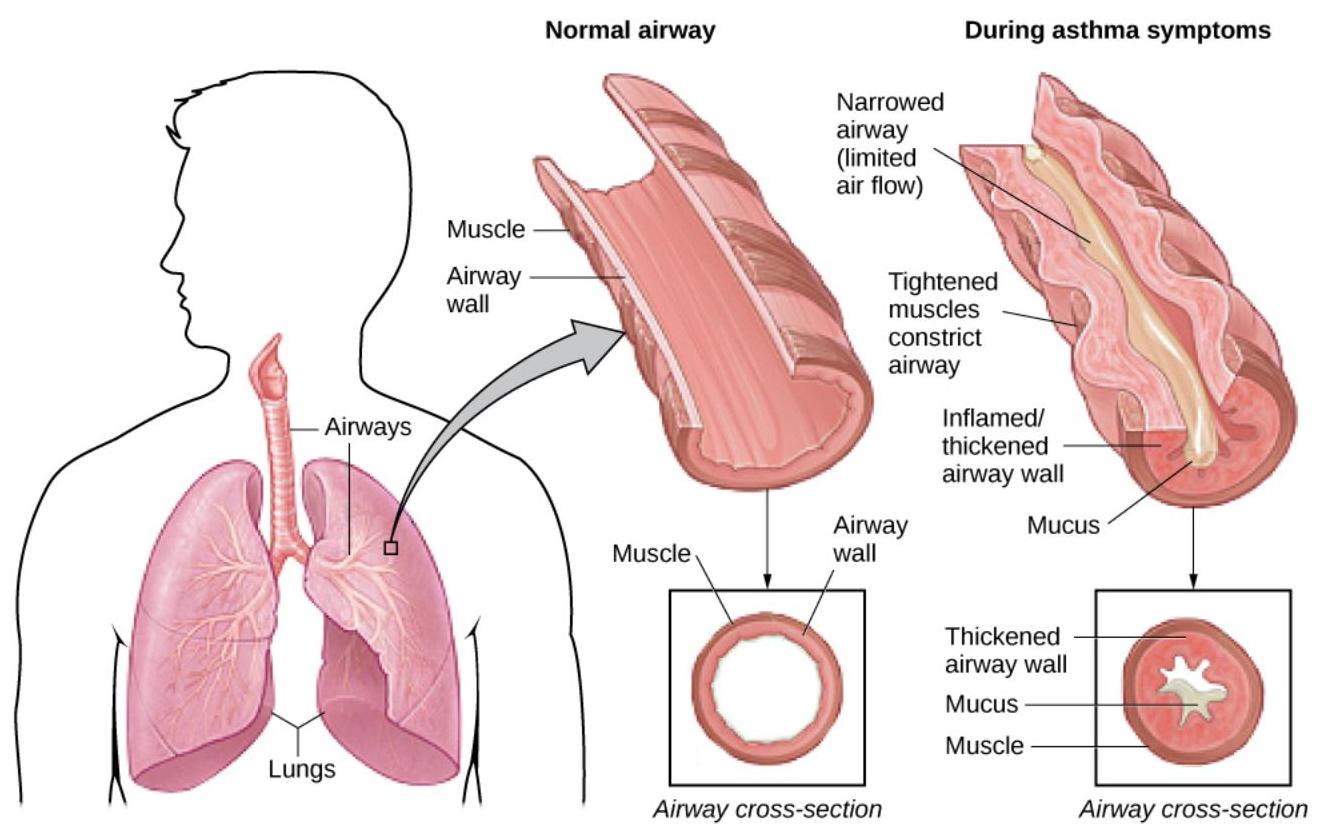 Normal airway
During asthma symptoms
Narrowed
airway
(limited
air flow)
Muscle
Airway
wall
Tightened
muscles
constrict
airway
Airways
Inflamed/
thickened
airway wall
Mucus
Muscle
Airway
wall
Thickened
airway wall
Mucus
Muscle
Lungs
Airway cross-section
Airway cross-section